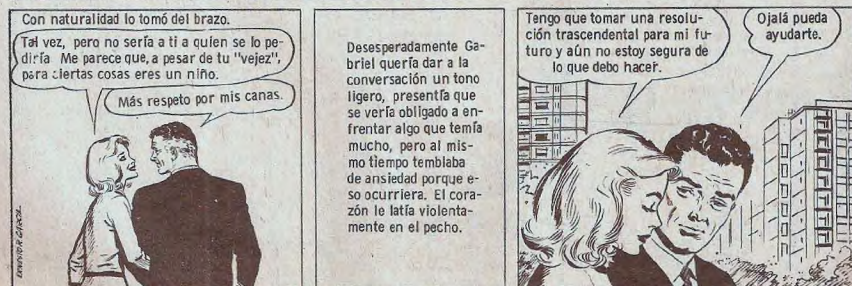 Con naturalidad lo tomó del brazo.
Tal vez, pero no sería a ti a quien se lo pe-
diría Me parece que, a pesar de tu "vejez",
para ciertas cosas eres un niño.
Más respeto por mis canas.
Desesperadamente Ga-
briel quería dar a la
conversación un tono
ligero, presentía que
se vería obligado a en-
frentar algo que temía
mucho, pero al mis-
mo tiempo temblaba
de ansiedad porque e-
so ocurriera. El cora-
zón le latía violenta-
mente en el pecho.
Tengo que tomar una resolu-
ción trascendental para mi fu-
turo y aún no estoy segura de
lo que debo hacer.
Ojalá pueda
ayudarte.